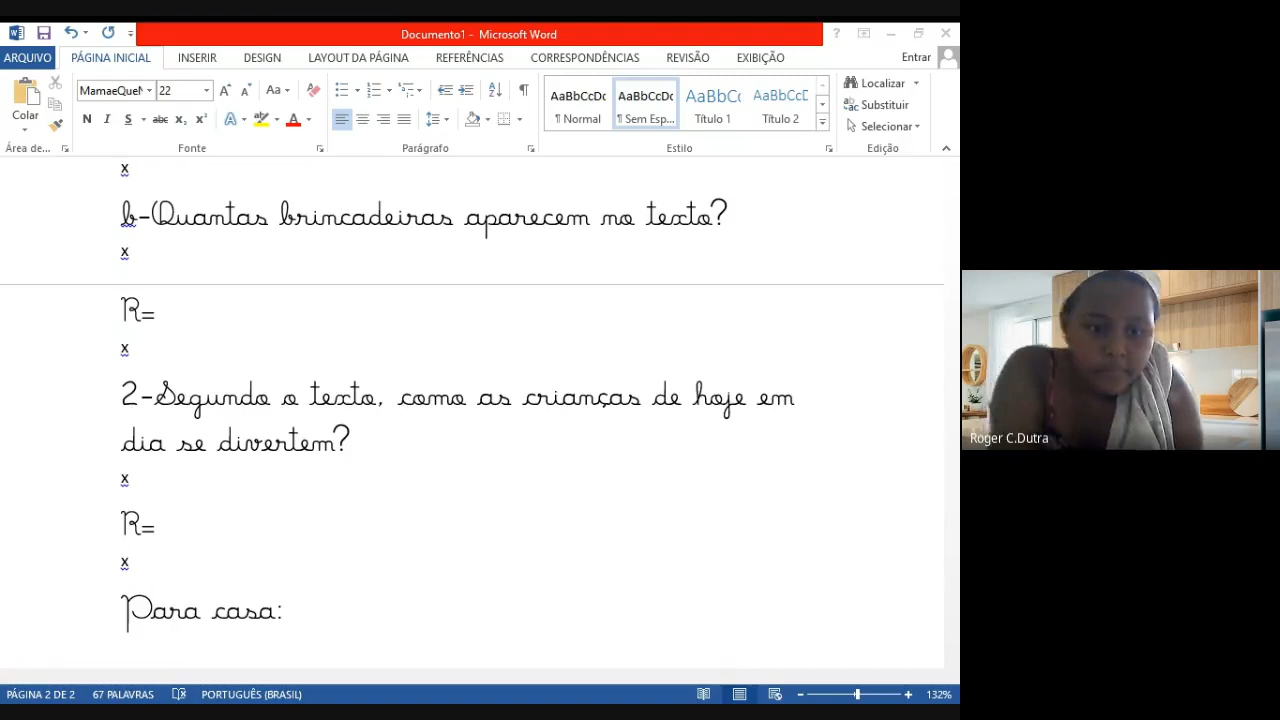 Documento1 - Microsoft Word
ARQUIVO PÁGINA INICIAL INSERIR DESIGN LAYOUT DA PÁGINA REFERÊNCIAS CORRESPONDÊNCIAS REVISÃO EXIBIÇÃO Entrar
Colar
MamaeQueN 22
AaBbCcDc AaBbCcDc AaBbC( AaBbCcD
¶ Normal ¶ Sem Esp... Título 1 Título 2
Localizar
Substituir
Selecionar
Área de... Fonte Parágrafo Estilo Edição
x
b-Quantas brincadeiras aparecem no texto?
x
R=
x
2-Segundo o texto, como as crianças de hoje em
dia se divertem?
x
R=
x
Para casa:
Roger C.Dutra
PÁGINA 2 DE 2 67 PALAVRAS PORTUGUÊS (BRASIL) 132%